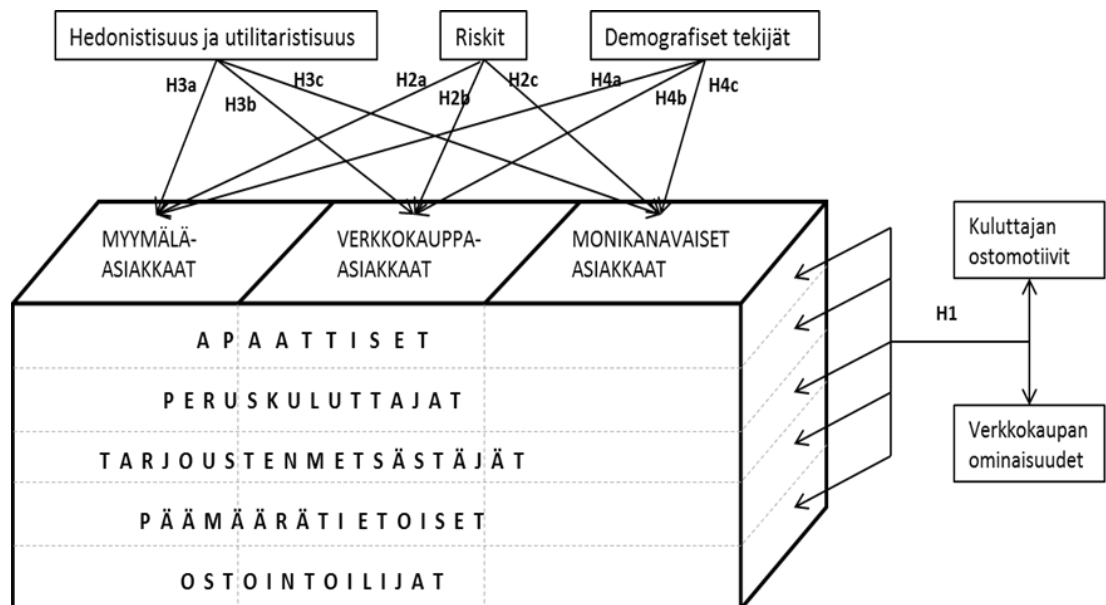 Hedonistisuus ja utilitaristisuus
Riskit
Demografiset tekijät
H3a
H3b
H3c
H2a
H2b
H2c
H4a
H4b
H4c
MYYMÄLÄ-
ASIAKKAAT
VERKKOKAUPPA-
ASIAKKAAT
MONIKANAVAISET
ASIAKKAAT
Kuluttajan
ostomotiivit
H1
Verkkokaupan
ominaisuudet
APAATTISET
PERUSKULUTTAJAT
TARJOUSTENMETSÄSTÄJÄT
PÄÄMÄÄRÄTIETOISET
OSTOINTOILIJAT